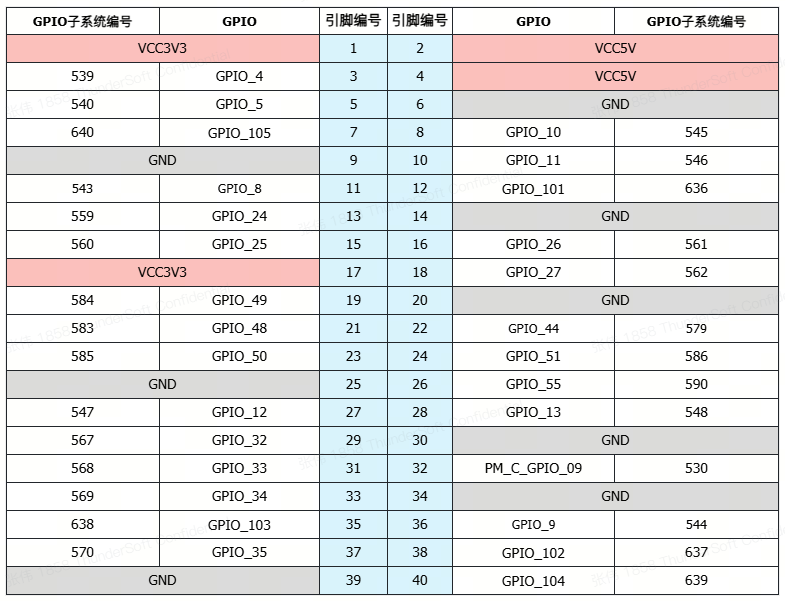 GPIO子系统编号 GPIO 引脚编号 引脚编号 GPIO GPIO子系统编号
VCC3V3 1 2 VCC5V
539 GPIO_4 3 4 VCC5V
540 GPIO_5 5 6 GND
640 GPIO_105 7 8 GPIO_10 545
GND 9 10 GPIO_11 546
543 GPIO_8 11 12 GPIO_101 636
559 GPIO_24 13 14 GND
560 GPIO_25 15 16 GPIO_26 561
VCC3V3 17 18 GPIO_27 562
584 GPIO_49 19 20 GND
583 GPIO_48 21 22 GPIO_44 579
585 GPIO_50 23 24 GPIO_51 586
GND 25 26 GPIO_55 590
547 GPIO_12 27 28 GPIO_13 548
567 GPIO_32 29 30 GND
568 GPIO_33 31 32 PM_C_GPIO_09 530
569 GPIO_34 33 34 GND
638 GPIO_103 35 36 GPIO_9 544
570 GPIO_35 37 38 GPIO_102 637
GND 39 40 GPIO_104 639